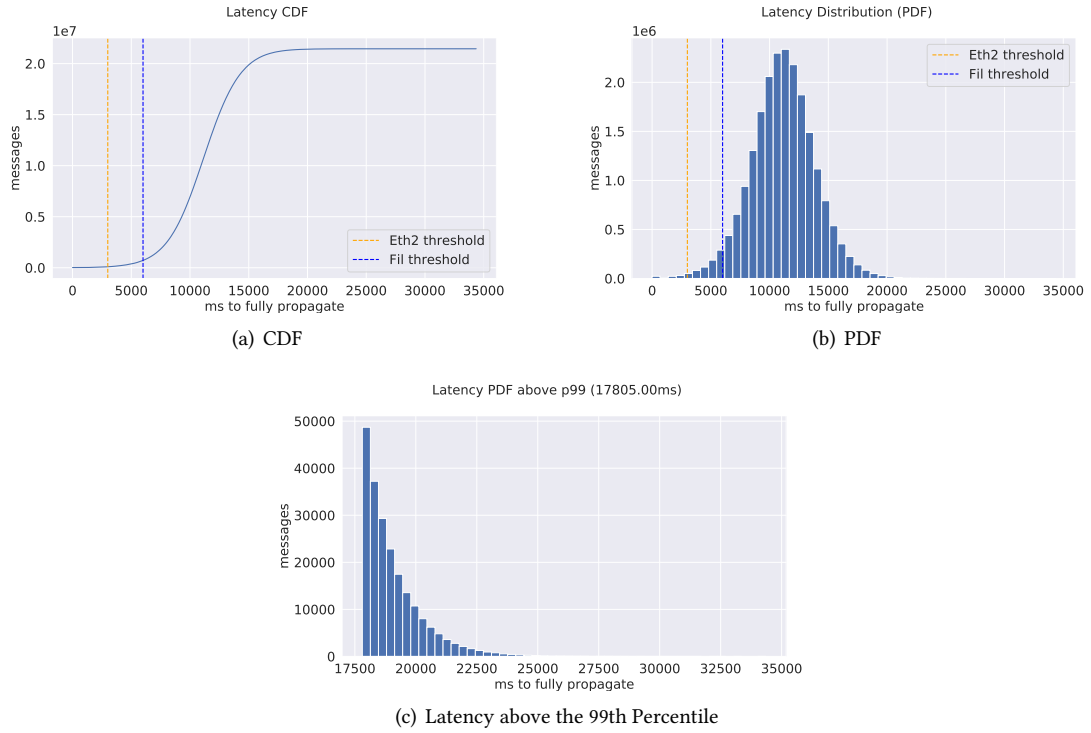 Latency CDF
1e7
2.0
1.5
1.0
0.5
0.0
messages
Eth2 threshold
Fil threshold
0 5000 10000 15000 20000 25000 30000 35000
ms to fully propagate
(a) CDF
Latency Distribution (PDF)
1e6
2.0
1.5
1.0
0.5
0.0
messages
Eth2 threshold
Fil threshold
0 5000 10000 15000 20000 25000 30000 35000
ms to fully propagate
(b) PDF
Latency PDF above p99 (17805.00ms)
50000
40000
30000
20000
10000
0
messages
17500 20000 22500 25000 27500 30000 32500 35000
ms to fully propagate
(c) Latency above the 99th Percentile